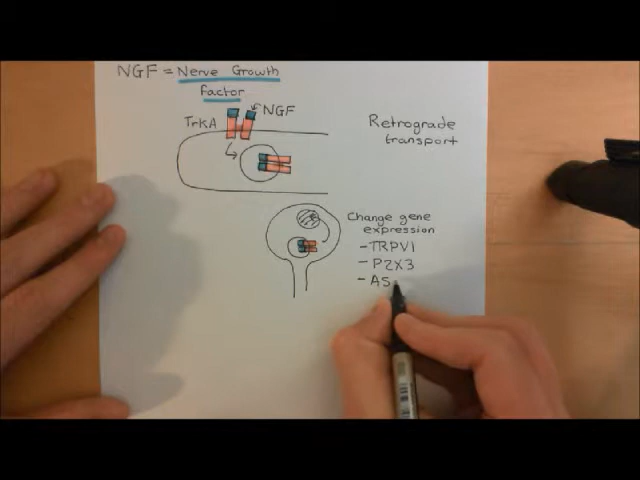 NGF = Nerve Growth
factor
NGF
TrKA
Retrograde
transport
Change gene
expression
- TRPV1
- P2X3
- AS